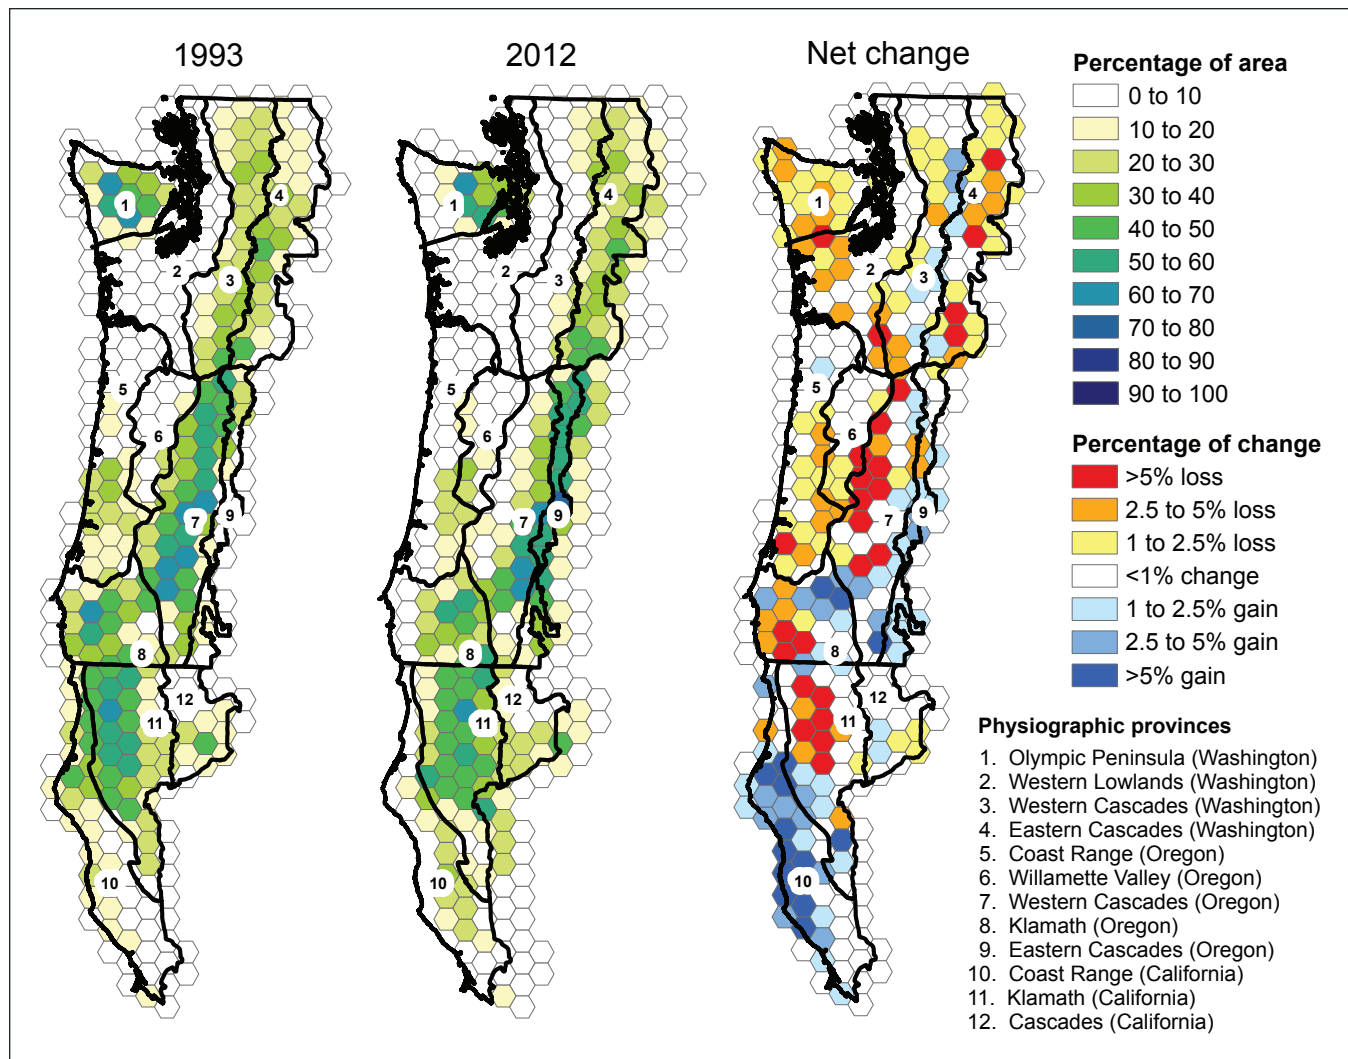 1993
2012
Net change
1
2
3
4
5
6
7
8
9
10
11
12
1
2
3
4
5
6
7
8
9
10
11
12
1
2
3
4
5
6
7
8
9
10
11
12
Percentage of area
0 to 10
10 to 20
20 to 30
30 to 40
40 to 50
50 to 60
60 to 70
70 to 80
80 to 90
90 to 100
Percentage of change
>5% loss
2.5 to 5% loss
1 to 2.5% loss
<1% change
1 to 2.5% gain
2.5 to 5% gain
>5% gain
Physiographic provinces
1. Olympic Peninsula (Washington)
2. Western Lowlands (Washington)
3. Western Cascades (Washington)
4. Eastern Cascades (Washington)
5. Coast Range (Oregon)
6. Willamette Valley (Oregon)
7. Western Cascades (Oregon)
8. Klamath (Oregon)
9. Eastern Cascades (Oregon)
10. Coast Range (California)
11. Klamath (California)
12. Cascades (California)